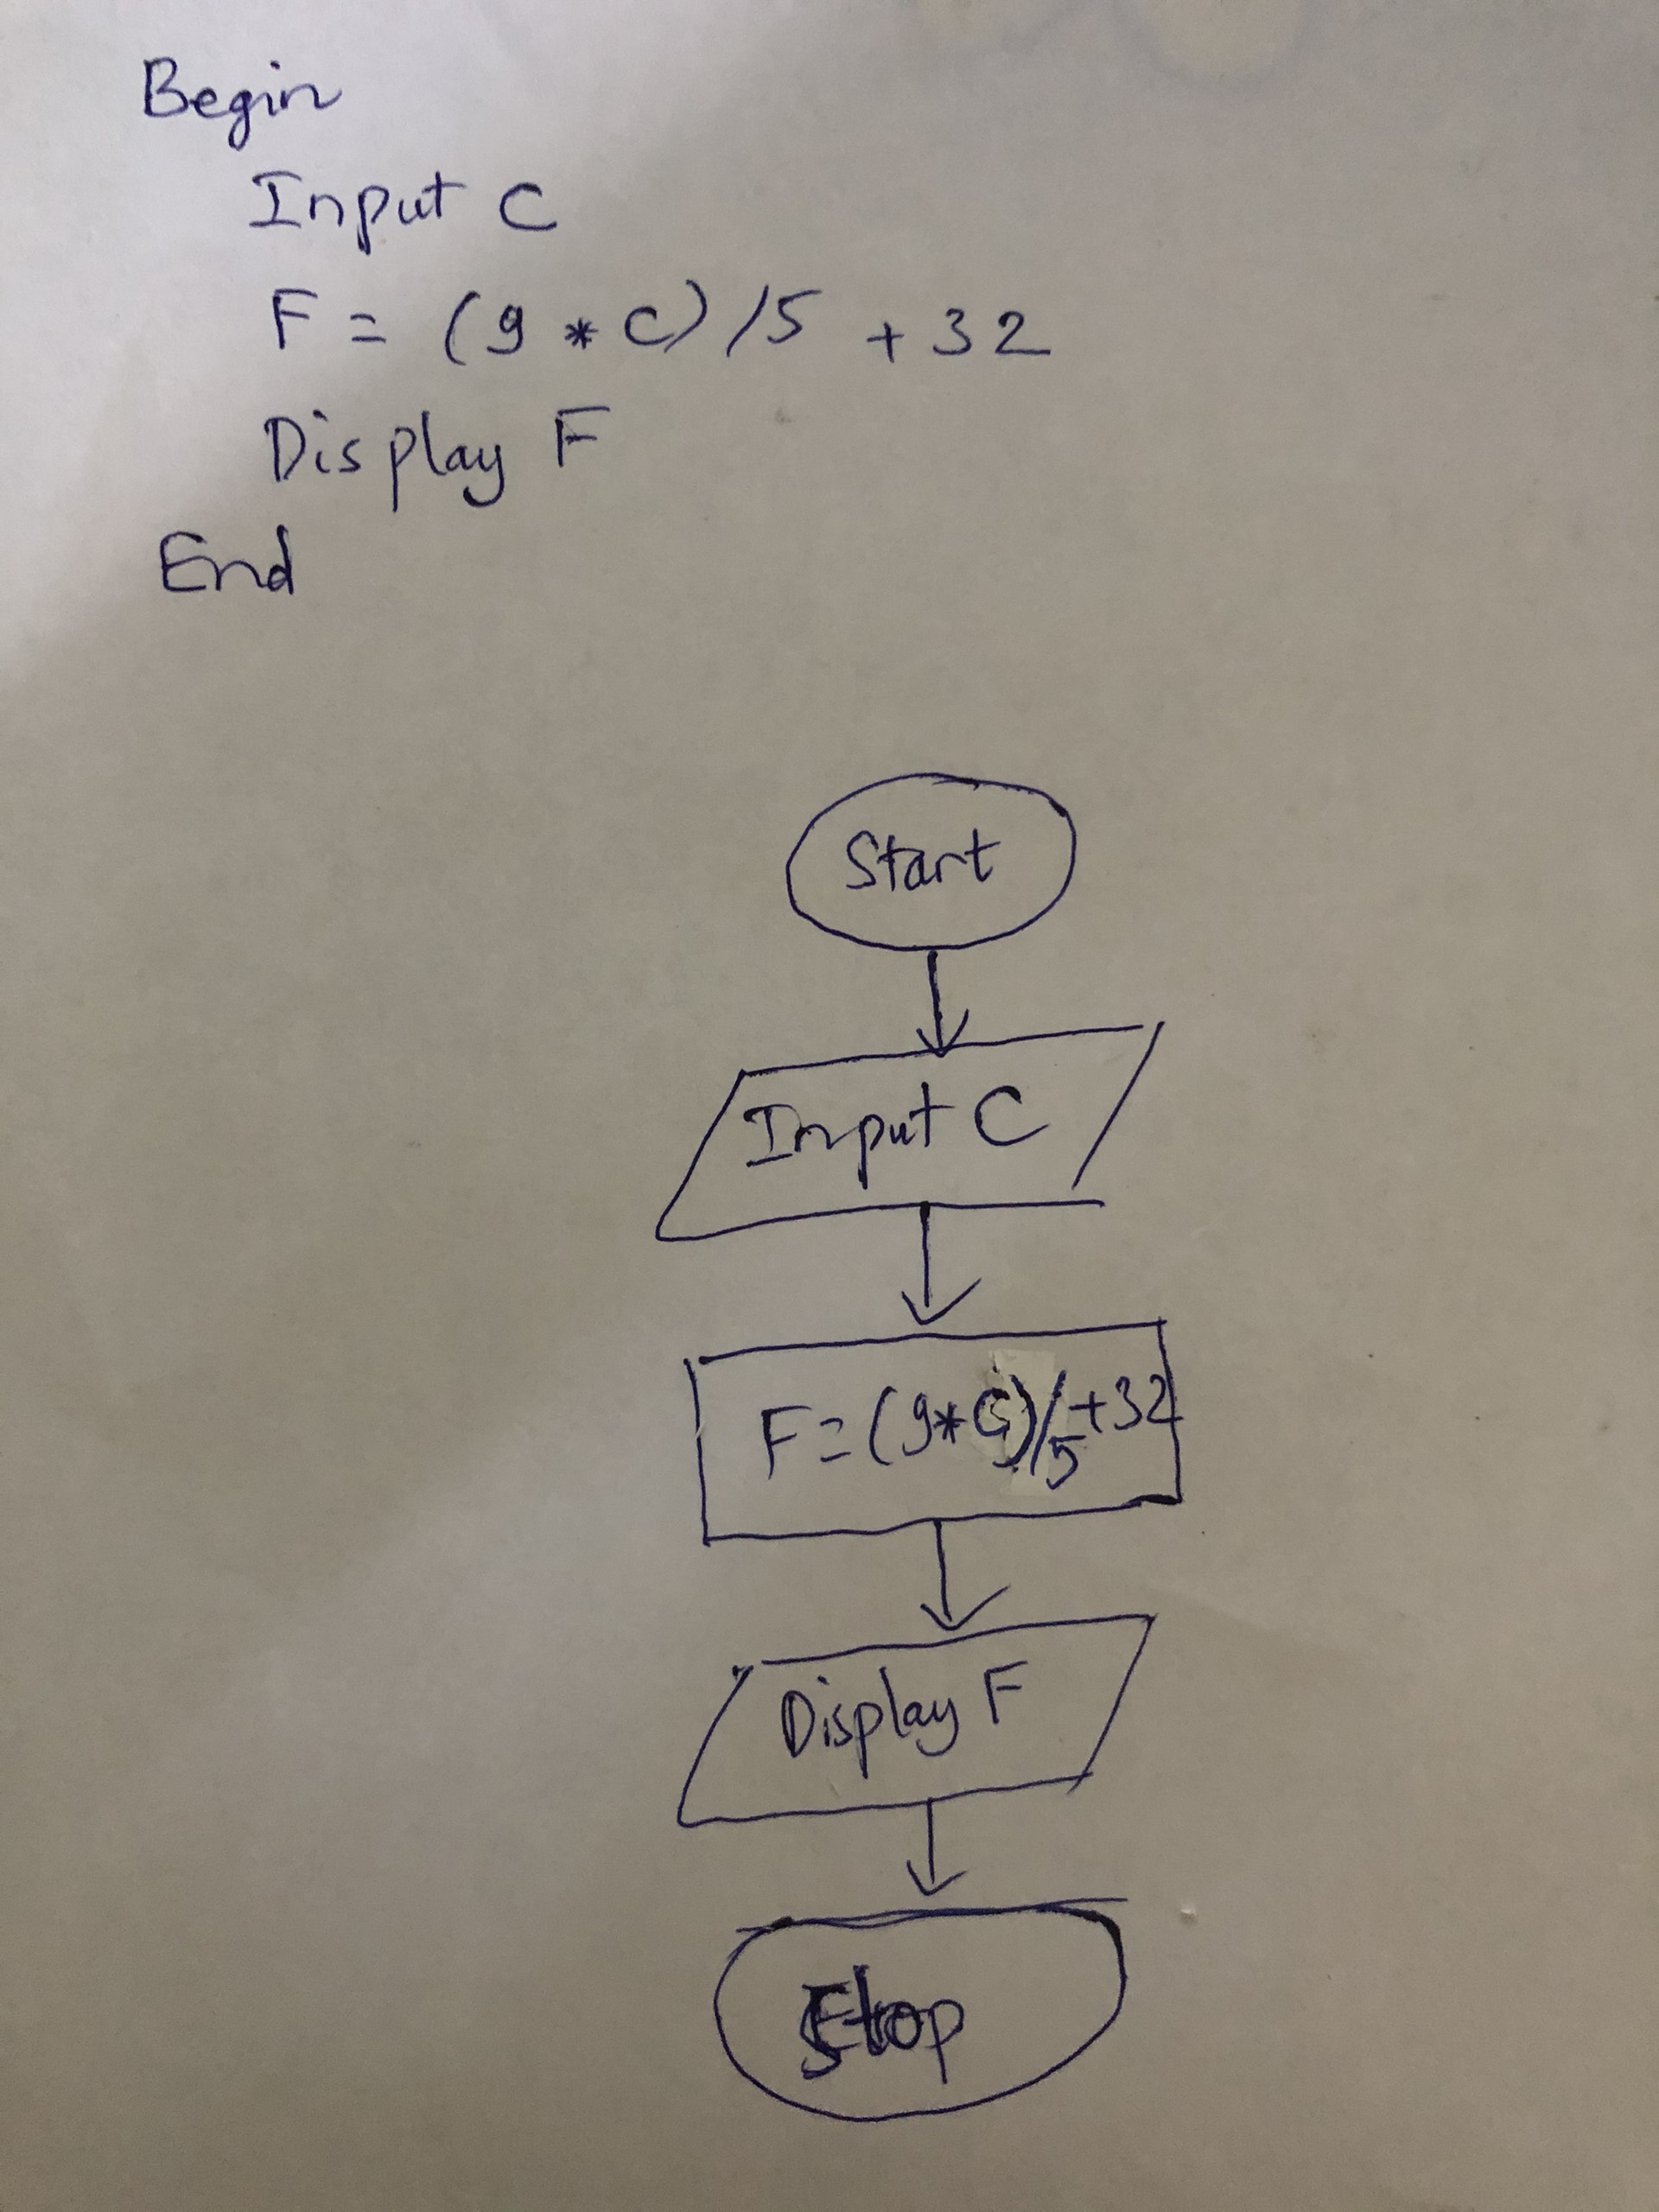 Begin
Input C
F = (9 * C) /5 + 32
Display F
End
Start
Input C
F = (9*C)/5 +32
Display F
Stop